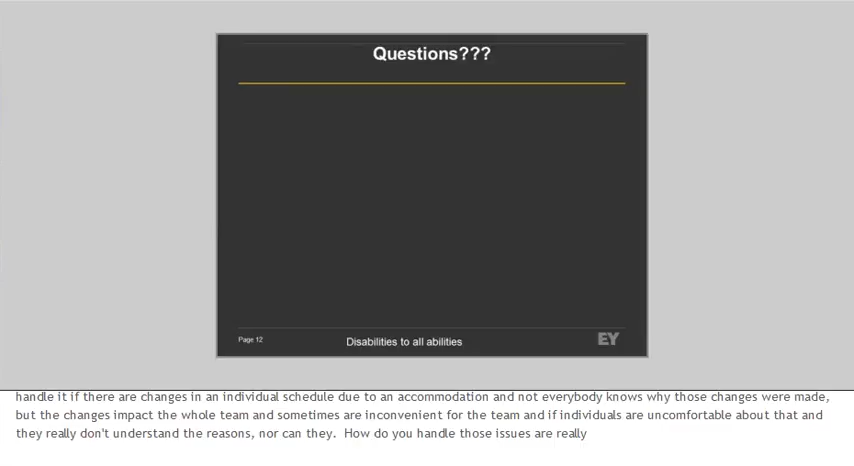 Questions???
Page 12
Disabilities to all abilities
EY
handle it if there are changes in an individual schedule due to an accommodation and not everybody knows why those changes were made,
but the changes impact the whole team and sometimes are inconvenient for the team and if individuals are uncomfortable about that and
they really don't understand the reasons, nor can they.  How do you handle those issues are really